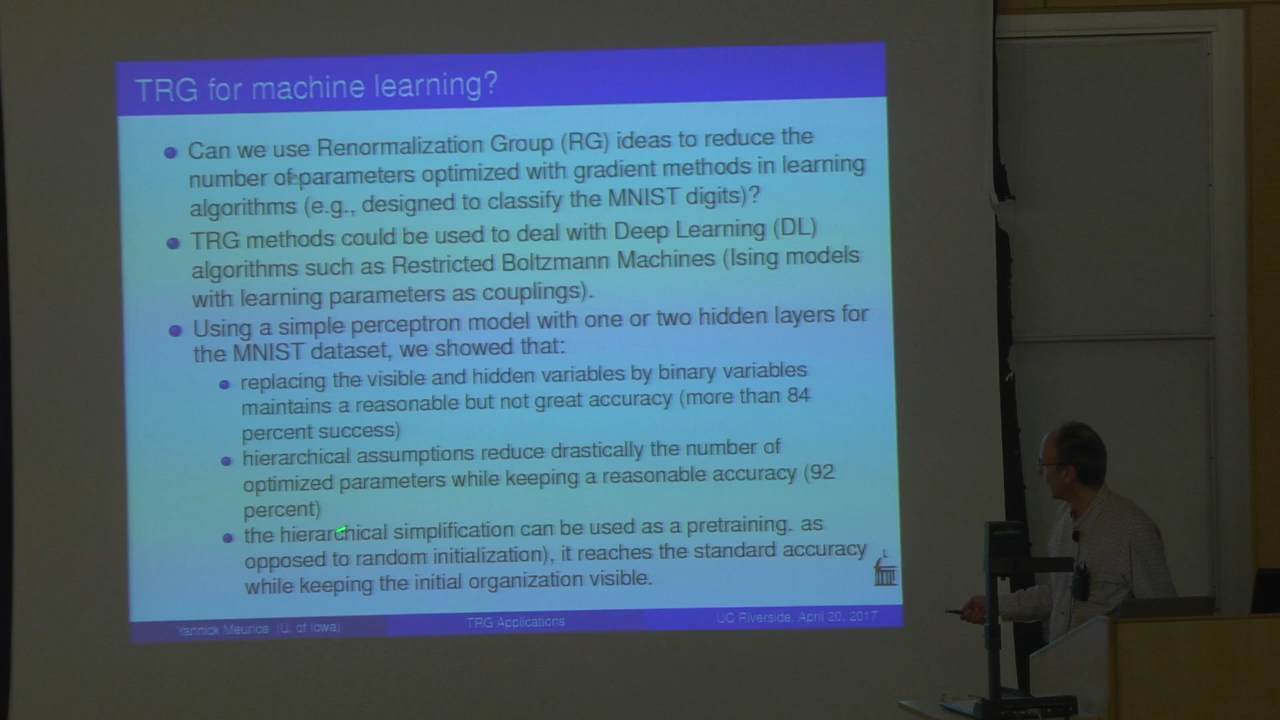 TRG for machine learning?
Can we use Renormalization Group (RG) ideas to reduce the
number of parameters optimized with gradient methods in learning
algorithms (e.g., designed to classify the MNIST digits)?
TRG methods could be used to deal with Deep Learning (DL)
algorithms such as Restricted Boltzmann Machines (Ising models
with learning parameters as couplings).
Using a simple perceptron model with one or two hidden layers for
the MNIST dataset, we showed that:
replacing the visible and hidden variables by binary variables
maintains a reasonable but not great accuracy (more than 84
percent success)
hierarchical assumptions reduce drastically the number of
optimized parameters while keeping a reasonable accuracy (92
percent)
the hierarchical simplification can be used as a pretraining. as
opposed to random initialization), it reaches the standard accuracy
while keeping the initial organization visible.
Yannick Meurice (U. of Iowa)
TRG Applications
UC Riverside, April 20, 2017